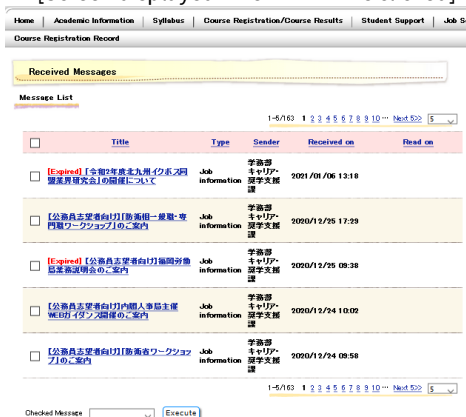 Home Academic Information Syllabus Course Registration/Course Results Student Support Job S
Course Registration Record
Received Messages
Message List
1-5/163 1 2 3 4 5 6 7 8 9 10 … Next 5>> 5
Title Type Sender Received on Read on
[Expired]【令和2年度北九州イクボス同
盟業界研究会】の開催について
Job
information
学務部
キャリア・
奨学支援
課
2021/01/06 13:18
【公務員志望者向け】「防衛省一般職・専
門職ワークショップ」のご案内
Job
information
学務部
キャリア・
奨学支援
課
2020/12/25 17:29
[Expired]【公務員志望者向け】福岡労働
局業務説明会のご案内
Job
information
学務部
キャリア・
奨学支援
課
2020/12/25 09:38
【公務員志望者向け】内閣人事局主催
WEBガイダンス開催のご案内
Job
information
学務部
キャリア・
奨学支援
課
2020/12/24 10:02
【公務員志望者向け】「防衛省ワークショッ
プ」のご案内
Job
information
学務部
キャリア・
奨学支援
課
2020/12/24 09:58
1-5/163 1 2 3 4 5 6 7 8 9 10 … Next 5>> 5
Checked Message Execute